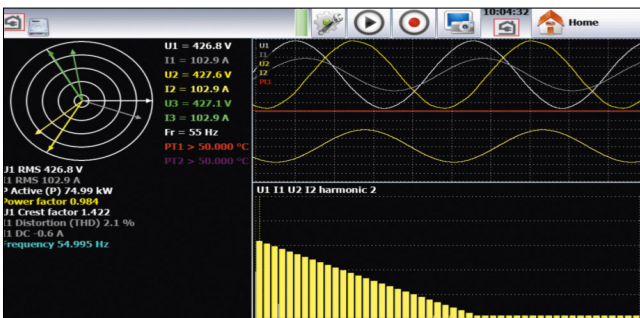 10:04:32
Home
U1 = 426.8 V
I1 = 102.9 A
U2 = 427.6 V
I2 = 102.9 A
U3 = 427.1 V
I3 = 102.9 A
Fr = 55 Hz
PT1 > 50.000 °C
PT2 > 50.000 °C
U1
I1
U2
I2
PT1
U1 RMS 426.8 V
I1 RMS 102.9 A
P Active (P) 74.99 kW
Power factor 0.984
U1 Crest factor 1.422
I1 Distortion (THD) 2.1 %
I1 DC -0.6 A
Frequency 54.995 Hz
U1 I1 U2 I2 harmonic 2